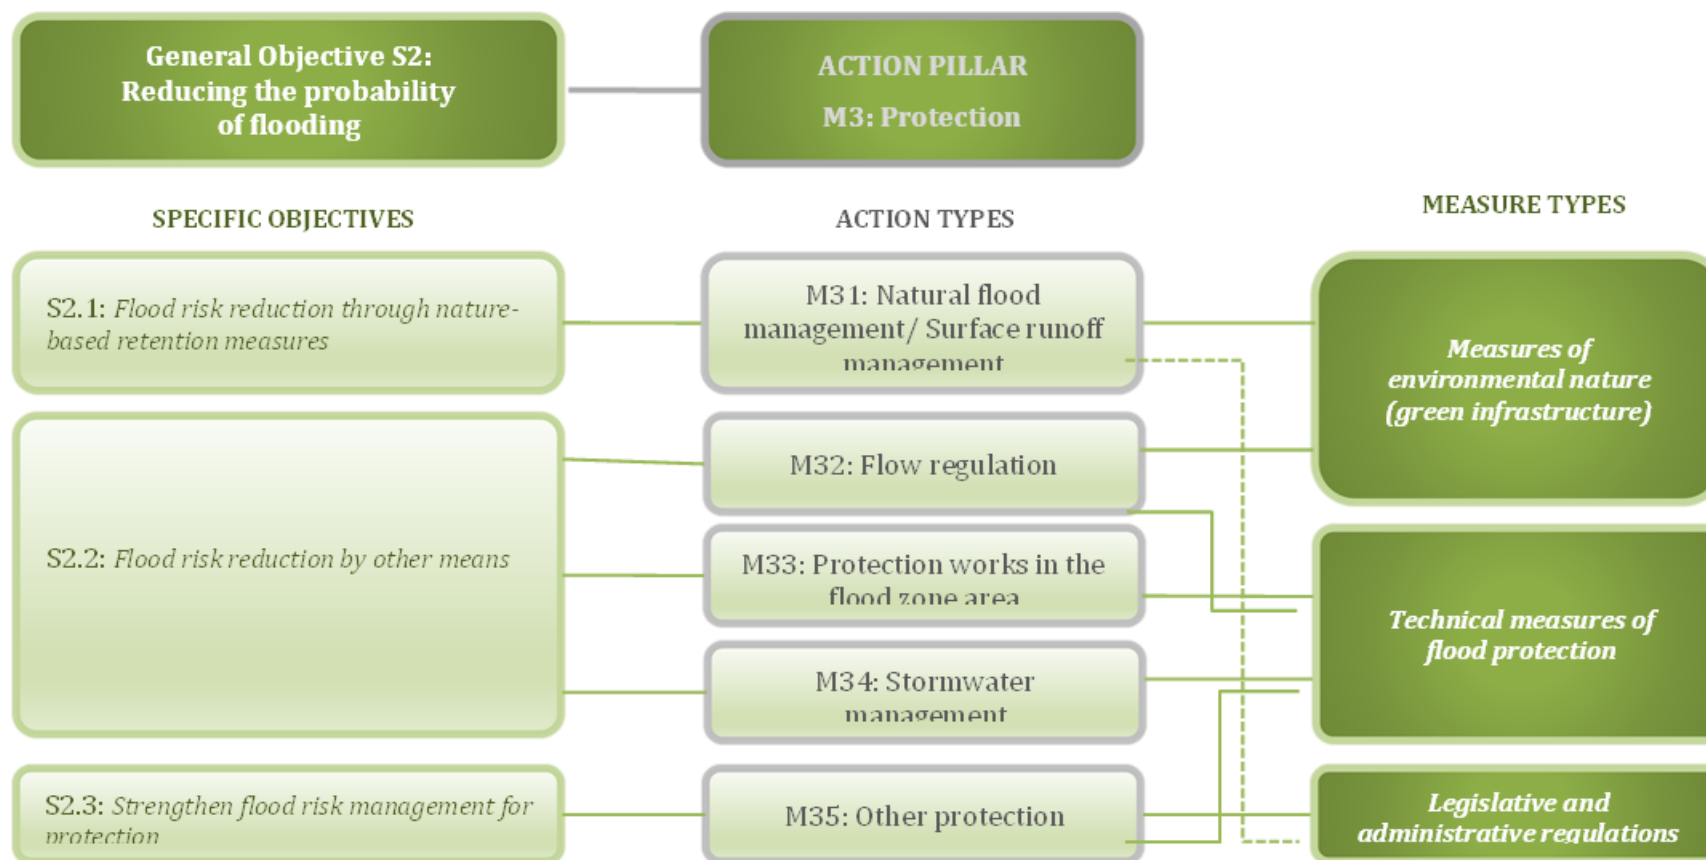 General Objective S2:
Reducing the probability
of flooding
ACTION PILLAR
M3: Protection
SPECIFIC OBJECTIVES
ACTION TYPES
MEASURE TYPES
S2.1: Flood risk reduction through nature-
based retention measures
M31: Natural flood
management/ Surface runoff
management
Measures of
environmental nature
(green infrastructure)
S2.2: Flood risk reduction by other means
M32: Flow regulation
M33: Protection works in the
flood zone area
M34: Stormwater
management
Technical measures of
flood protection
S2.3: Strengthen flood risk management for
protection
M35: Other protection
Legislative and
administrative regulations